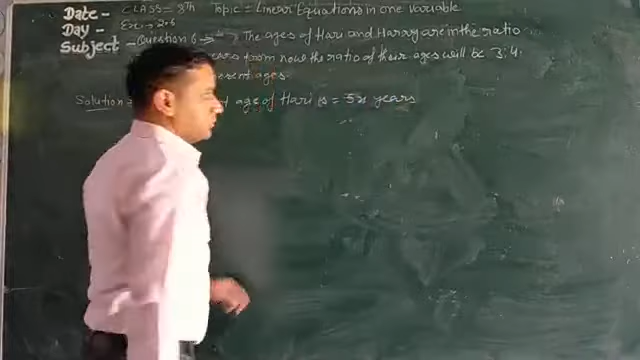 Date - CLASS = 8th Topic = Linear Equations in one variable
Day - Ex → 2.6
Subject - Question 6 → The ages of Hari and Harry are in the ratio
years from now the ratio of their ages will be 3:4.
present ages.
Solution = age of Hari is = 5x years